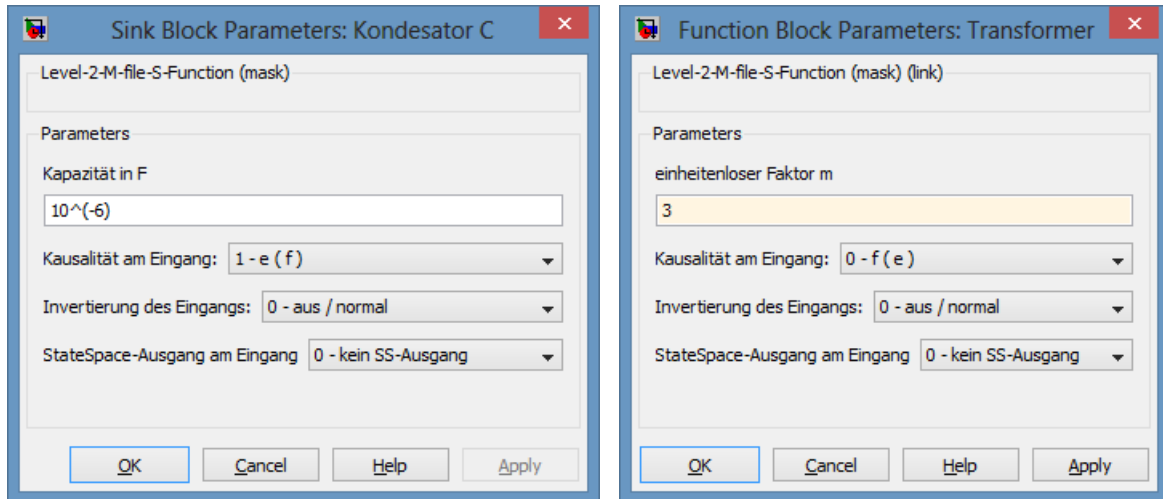 Sink Block Parameters: Kondesator C
Level-2-M-file-S-Function (mask)
Parameters
Kapazität in F
10^(-6)
Kausalität am Eingang: 1 - e ( f )
Invertierung des Eingangs: 0 - aus / normal
StateSpace-Ausgang am Eingang 0 - kein SS-Ausgang
OK Cancel Help Apply
Function Block Parameters: Transformer
Level-2-M-file-S-Function (mask) (link)
Parameters
einheitenloser Faktor m
3
Kausalität am Eingang: 0 - f ( e )
Invertierung des Eingangs: 0 - aus / normal
StateSpace-Ausgang am Eingang 0 - kein SS-Ausgang
OK Cancel Help Apply